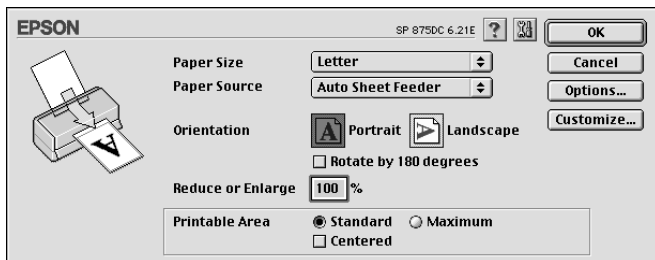 EPSON SP 875DC 6.21E ? OK
Paper Size Letter Cancel
Paper Source Auto Sheet Feeder Options...
Customize...
Orientation A Portrait A Landscape
Rotate by 180 degrees
Reduce or Enlarge 100 %
Printable Area Standard Maximum
Centered
A